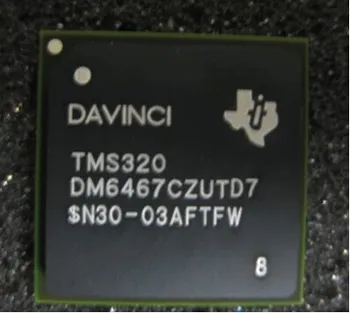 DAVINCI
TMS320
DM6467CZUTD7
$N30-03AFTFW
8